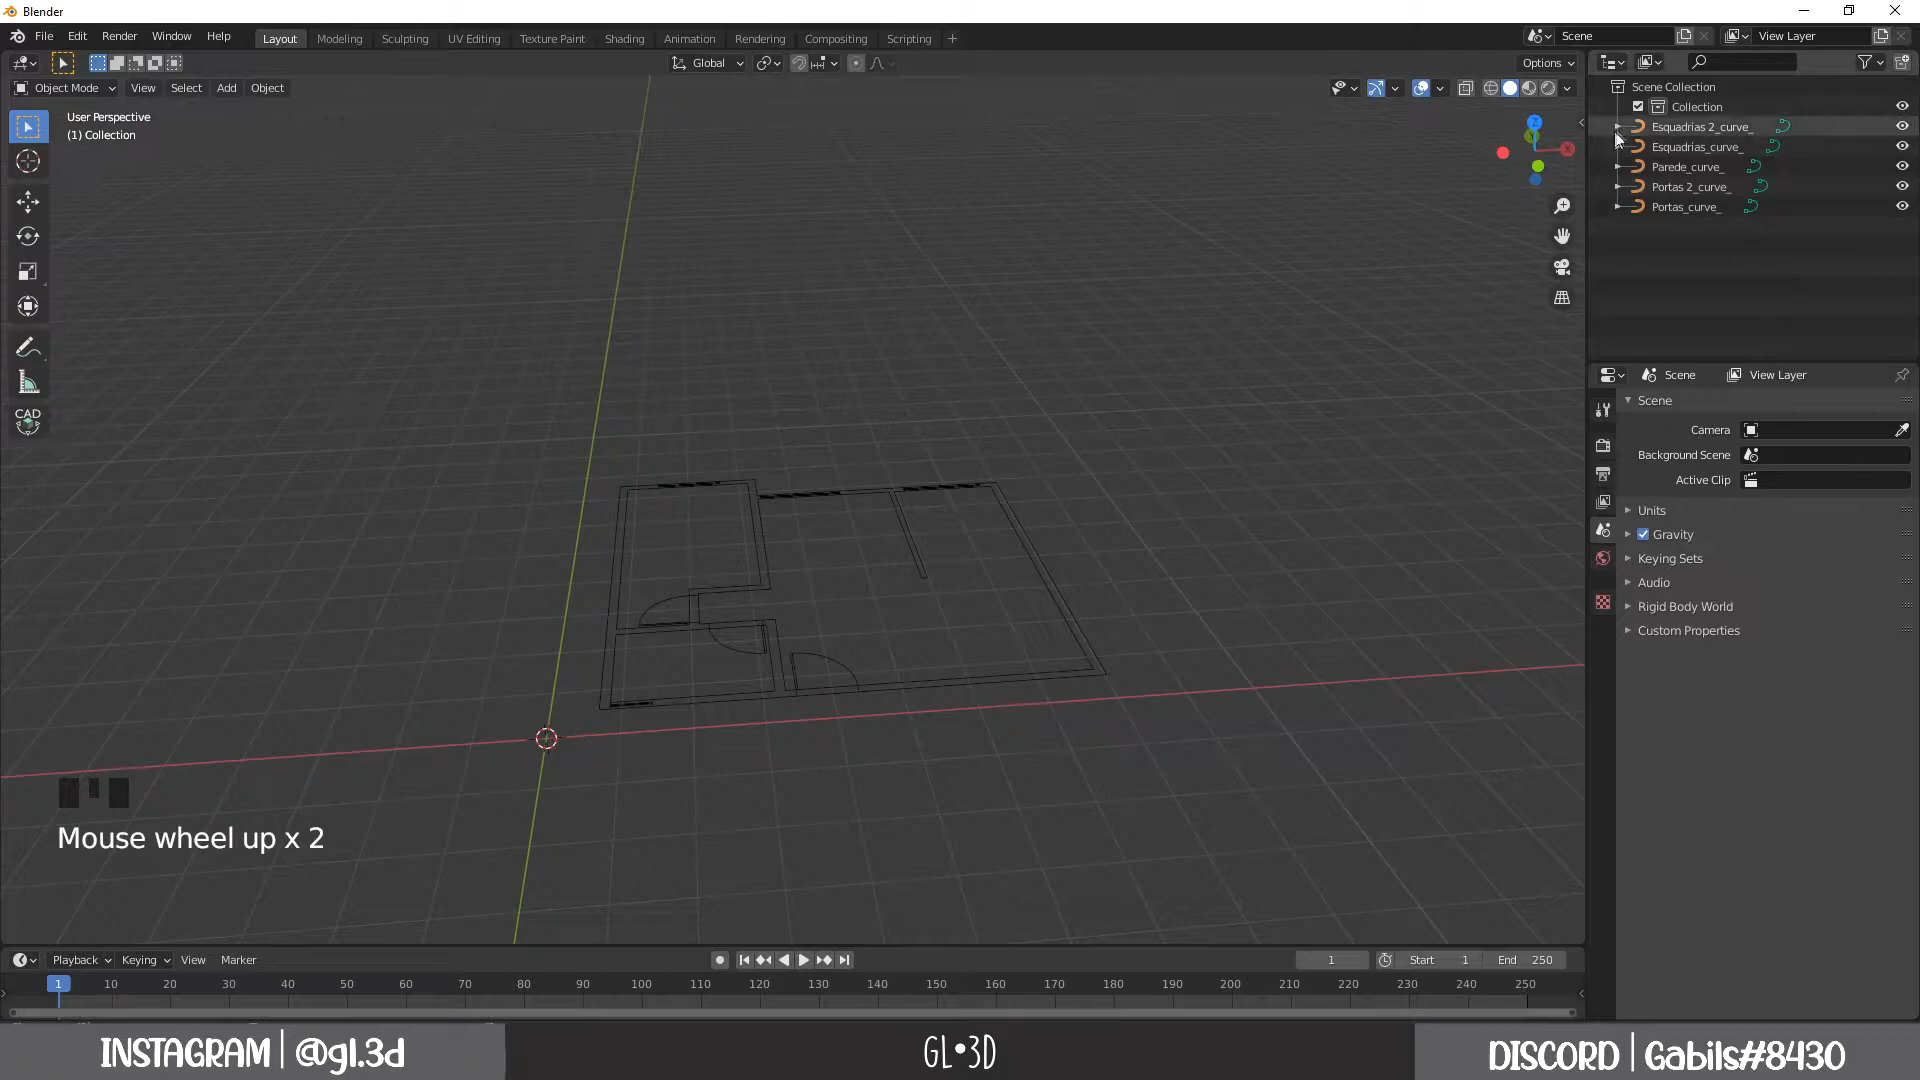 Blender
File Edit Render Window Help
Layout Modeling Sculpting UV Editing Texture Paint Shading Animation Rendering Compositing Scripting +
Scene
View Layer
Global
Options
Object Mode View Select Add Object
User Perspective
(1) Collection
CAD
Z
X
Scene Collection
Collection
Esquadrias 2_curve_
Esquadrias_curve_
Parede_curve_
Portas 2_curve_
Portas_curve_
Scene View Layer
Scene
Camera
Background Scene
Active Clip
Units
Gravity
Keying Sets
Audio
Rigid Body World
Custom Properties
Mouse wheel up x 2
Playback Keying View Marker
1 Start 1 End 250
1 10 20 30 40 50 60 70 80 90 100 110 120 130 140 150 160 170 180 190 200 210 220 230 240 250
INSTAGRAM | @gl.3d
GL•3D
DISCORD | Gabils#8430